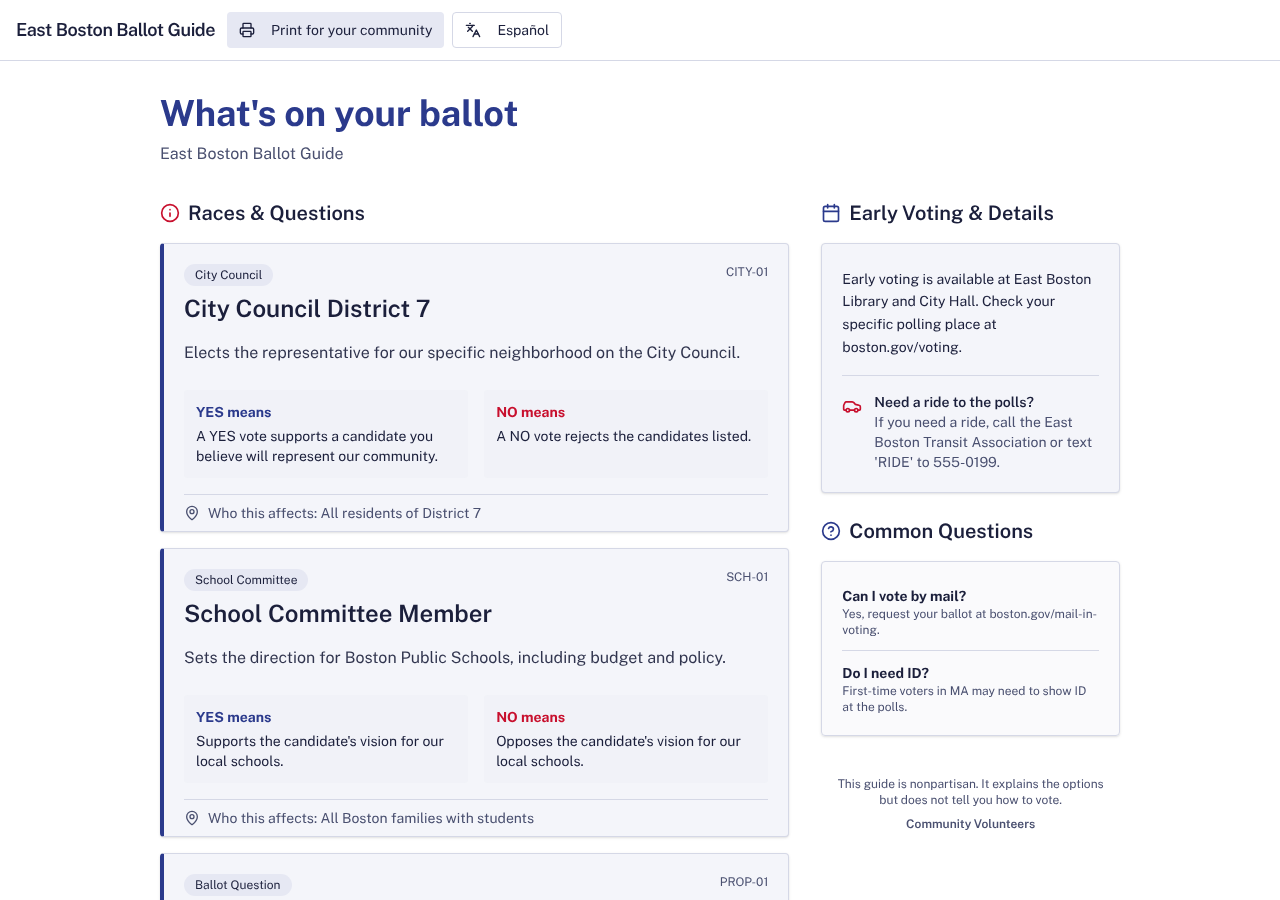 East Boston Ballot Guide
Print for your community
Español
What's on your ballot
East Boston Ballot Guide
Races & Questions
City Council
CITY-01
City Council District 7
Elects the representative for our specific neighborhood on the City Council.
YES means
A YES vote supports a candidate you
believe will represent our community.
NO means
A NO vote rejects the candidates listed.
Who this affects: All residents of District 7
School Committee
SCH-01
School Committee Member
Sets the direction for Boston Public Schools, including budget and policy.
YES means
Supports the candidate's vision for our
local schools.
NO means
Opposes the candidate's vision for our
local schools.
Who this affects: All Boston families with students
Ballot Question
PROP-01
Early Voting & Details
Early voting is available at East Boston
Library and City Hall. Check your
specific polling place at
boston.gov/voting.
Need a ride to the polls?
If you need a ride, call the East
Boston Transit Association or text
'RIDE' to 555-0199.
Common Questions
Can I vote by mail?
Yes, request your ballot at boston.gov/mail-in-
voting.
Do I need ID?
First-time voters in MA may need to show ID
at the polls.
This guide is nonpartisan. It explains the options
but does not tell you how to vote.
Community Volunteers